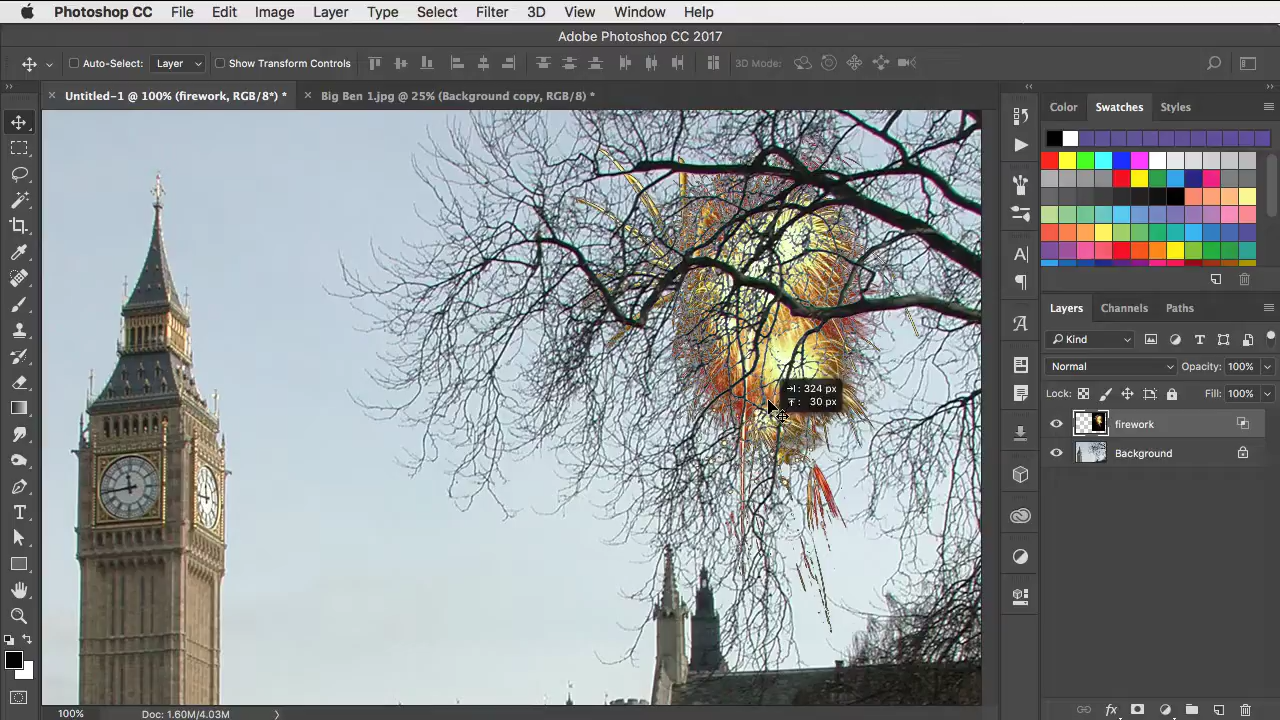 Photoshop CC File Edit Image Layer Type Select Filter 3D View Window Help
Adobe Photoshop CC 2017
Auto-Select: Layer Show Transform Controls 3D Mode:
Untitled-1 @ 100% (firework, RGB/8*) * Big Ben 1.jpg @ 25% (Background copy, RGB/8) *
Color Swatches Styles
Layers Channels Paths
Kind
Normal Opacity: 100%
Lock: Fill: 100%
firework
Background
324 px
30 px
100% Doc: 1.60M/4.03M